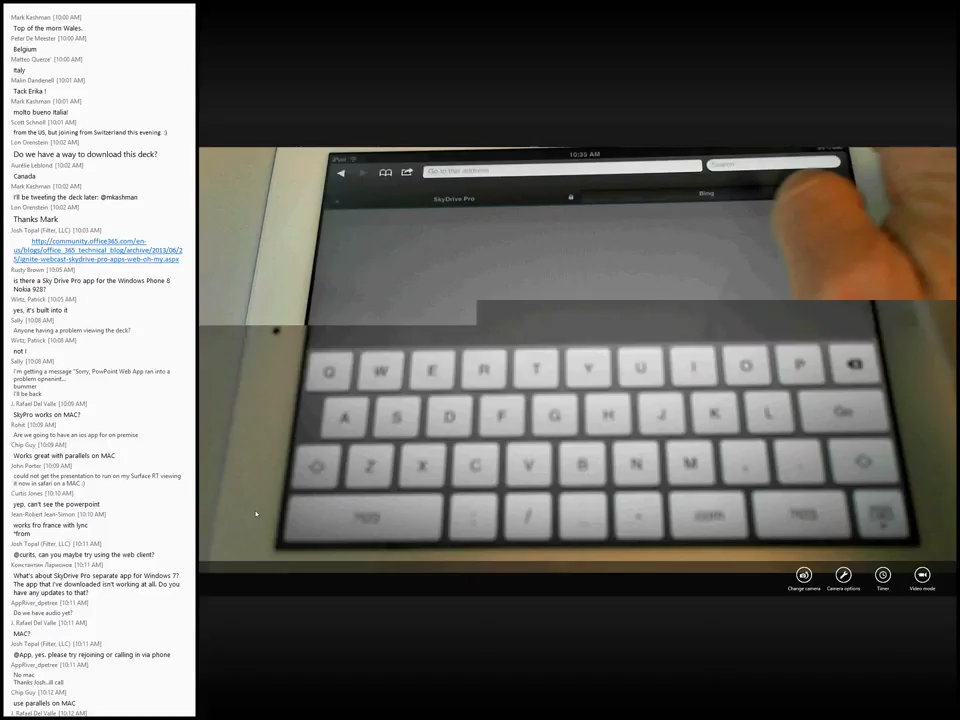 Mark Kashman [10:00 AM]
Top of the morn Wales.
Peter De Meester [10:00 AM]
Belgium
Matteo Querze' [10:00 AM]
Italy
Malin Dandenell [10:01 AM]
Tack Erika !
Mark Kashman [10:01 AM]
molto bueno Italia!
Scott Schnoll [10:01 AM]
from the US, but joining from Switzerland this evening. :)
Lon Orenstein [10:02 AM]
Do we have a way to download this deck?
Aurélie Leblond [10:02 AM]
Canada
Mark Kashman [10:02 AM]
I'll be tweeting the deck later: @mkashman
Lon Orenstein [10:02 AM]
Thanks Mark
Josh Topal (Filter, LLC) [10:03 AM]
http://community.office365.com/en-
us/blogs/office_365_technical_blog/archive/2013/06/2
5/ignite-webcast-skydrive-pro-apps-web-oh-my.aspx
Rusty Brown [10:05 AM]
is there a Sky Drive Pro app for the Windows Phone 8
Nokia 928?
Wirtz, Patrick [10:05 AM]
yes, it's built into it
Sally [10:08 AM]
Anyone having a problem viewing the deck?
Wirtz, Patrick [10:08 AM]
not I
Sally [10:08 AM]
I'm getting a message "Sorry, PowPoint Web App ran into a
problem openenint...
bummer
I'll be back
J. Rafael Del Valle [10:09 AM]
SkyPro works on MAC?
Rohit [10:09 AM]
Are we going to have an ios app for on premise
Chip Guy [10:09 AM]
Works great with parallels on MAC
John Porter [10:09 AM]
could not get the presentation to run on my Surface RT viewing
it now in safari on a MAC :)
Curtis Jones [10:10 AM]
yep, can't see the powerpoint
Jean-Robert Jean-Simon [10:10 AM]
works fro france with lync
*from
Josh Topal (Filter, LLC) [10:11 AM]
@curits, can you maybe try using the web client?
Константин Ларионов [10:11 AM]
What's about SkyDrive Pro separate app for Windows 7?
The app that I've downloaded isn't working at all. Do you
have any updates to that?
AppRiver_dpetree [10:11 AM]
Do we have audio yet?
J. Rafael Del Valle [10:11 AM]
MAC?
Josh Topal (Filter, LLC) [10:11 AM]
@App, yes. please try rejoining or calling in via phone
AppRiver_dpetree [10:11 AM]
No mac
Thanks Josh..ill call
Chip Guy [10:12 AM]
use parallels on MAC
J. Rafael Del Valle [10:12 AM]
iPad
10:35 AM
Go to this address
Search
SkyDrive Pro
Bing
Q W E R T Y U I O P
A S D F G H J K L Go
Z X C V B N M , .
.?123 : / _ - .com .?123
Change camera
Camera options
Timer
Video mode